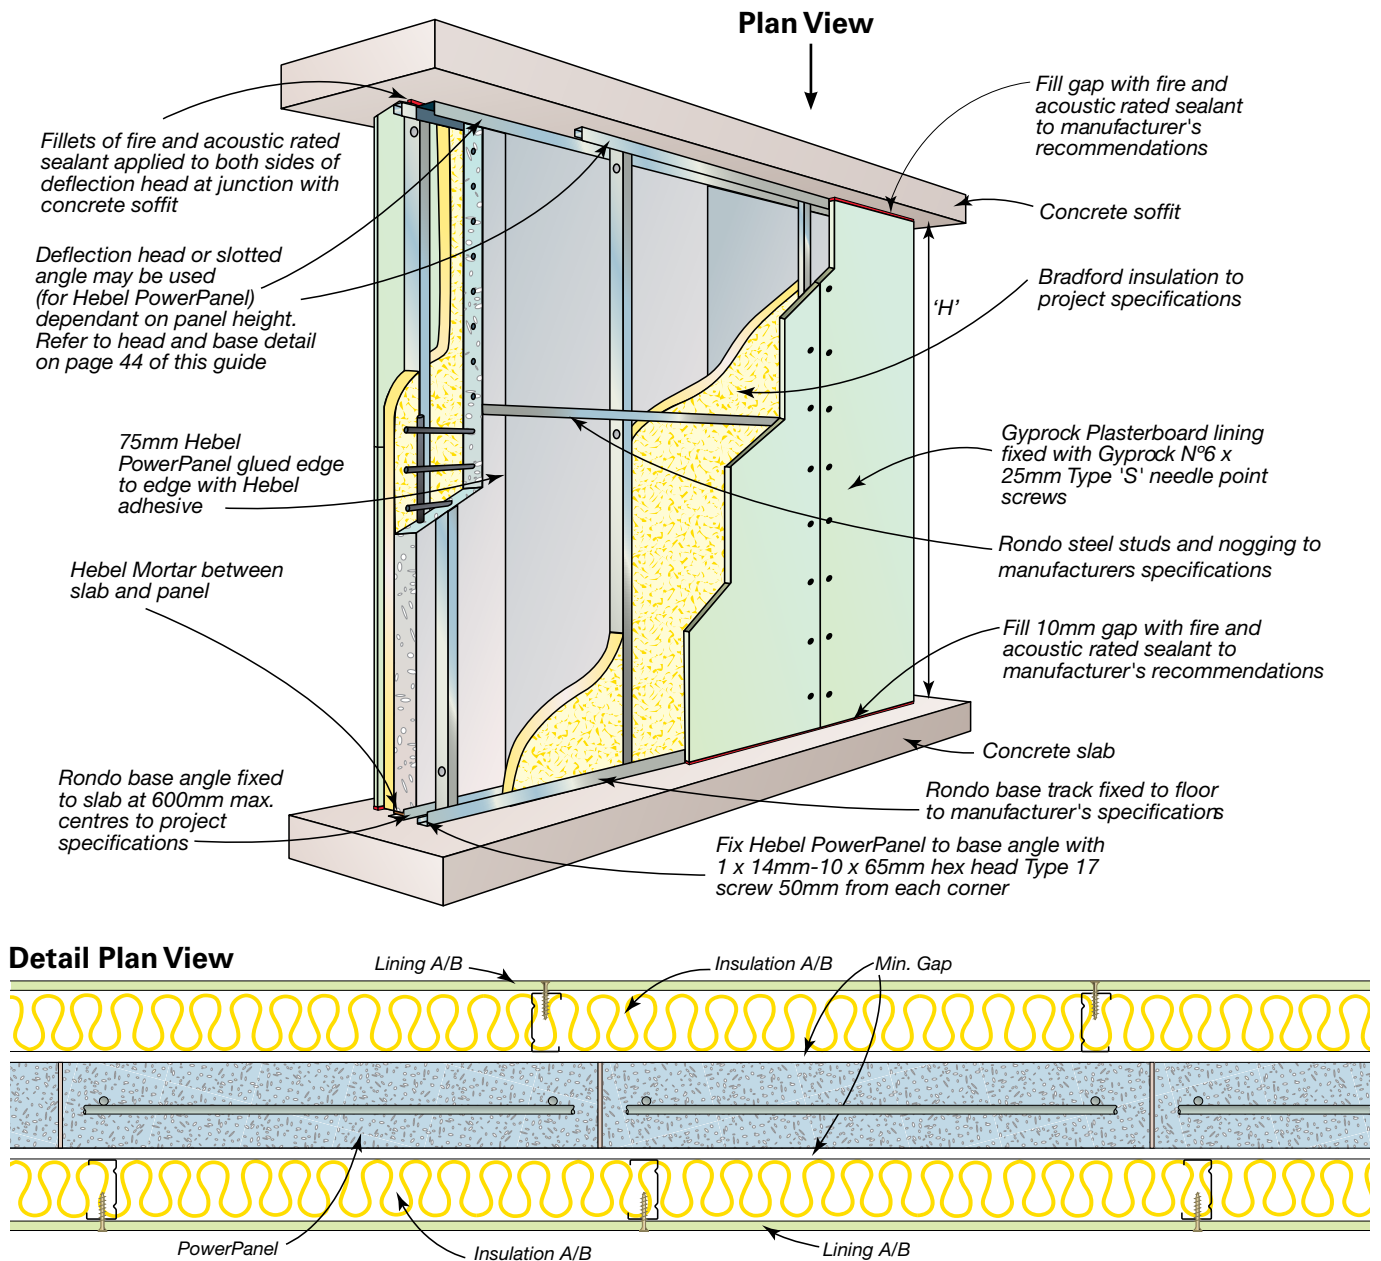 Plan View
Fillets of fire and acoustic rated
sealant applied to both sides of
deflection head at junction with
concrete soffit
Deflection head or slotted
angle may be used
(for Hebel PowerPanel)
dependant on panel height.
Refer to head and base detail
on page 44 of this guide
75mm Hebel
PowerPanel glued edge
to edge with Hebel
adhesive
Hebel Mortar between
slab and panel
Rondo base angle fixed
to slab at 600mm max.
centres to project
specifications
Fill gap with fire and
acoustic rated sealant
to manufacturer's
recommendations
Concrete soffit
Bradford insulation to
project specifications
'H'
Gyprock Plasterboard lining
fixed with Gyprock Nº6 x
25mm Type 'S' needle point
screws
Rondo steel studs and nogging to
manufacturers specifications
Fill 10mm gap with fire and
acoustic rated sealant to
manufacturer's recommendations
Concrete slab
Rondo base track fixed to floor
to manufacturer's specifications
Fix Hebel PowerPanel to base angle with
1 x 14mm-10 x 65mm hex head Type 17
screw 50mm from each corner
Detail Plan View
Lining A/B
Insulation A/B
Min. Gap
PowerPanel
Insulation A/B
Lining A/B